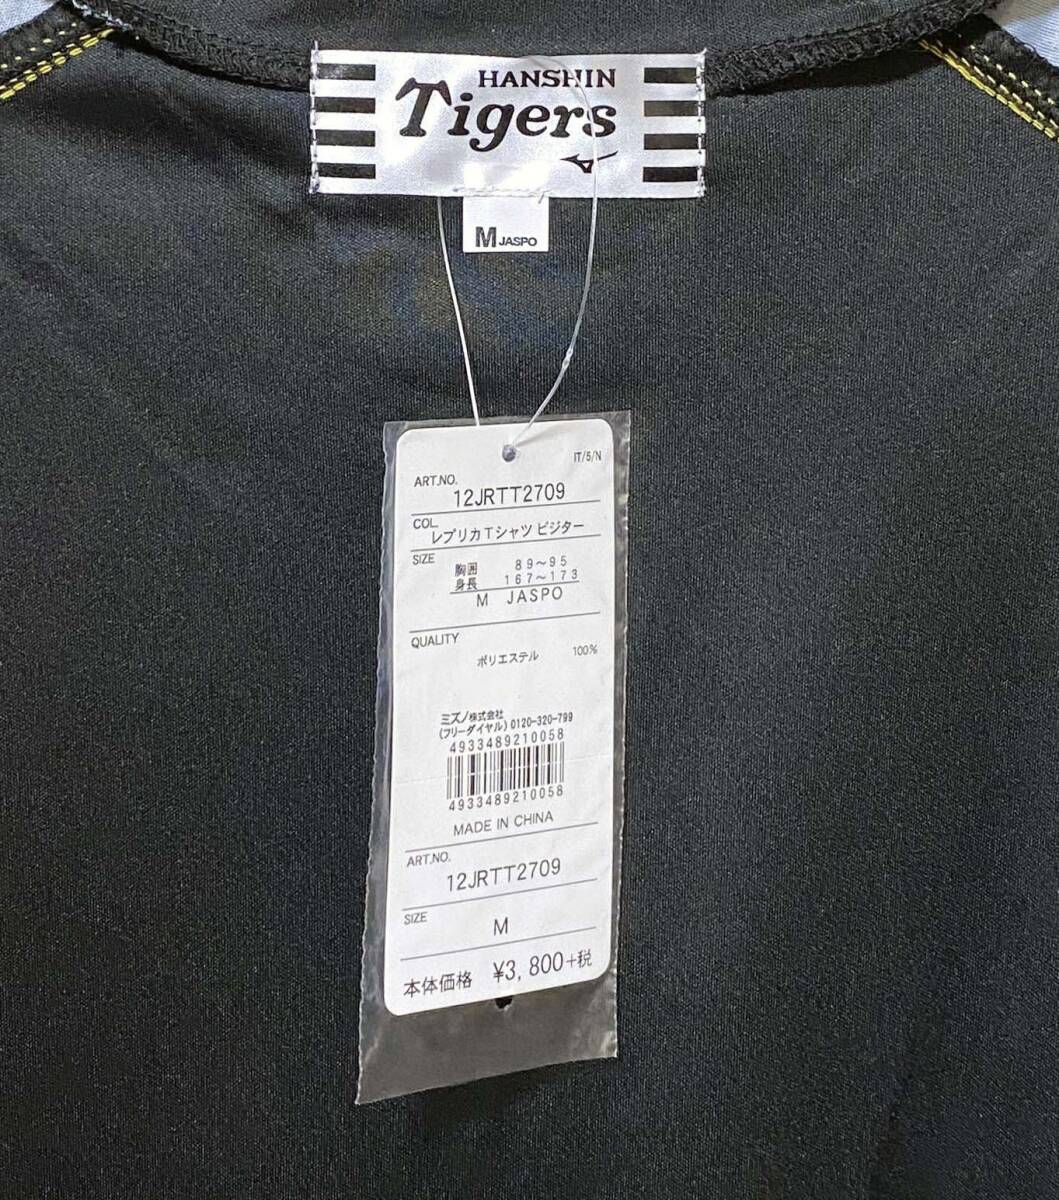 HANSHIN
Tigers
M JASPO
IT/5/N
ART.NO.
12JRTT2709
COL.
レプリカTシャツ ビジター
SIZE
胸囲 89~95
身長 167~173
M JASPO
QUALITY
ポリエステル 100%
ミズノ株式会社
(フリーダイヤル) 0120-320-799
4933489210058
4933489210058
MADE IN CHINA
ART.NO.
12JRTT2709
SIZE
M
本体価格 ¥3,800+税